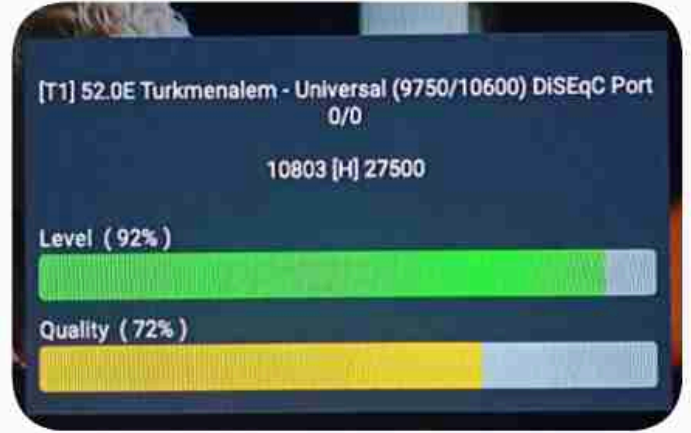 [T1] 52.0E Turkmenalem - Universal (9750/10600) DiSEqC Port
0/0
10803 [H] 27500
Level ( 92% )
Quality ( 72% )